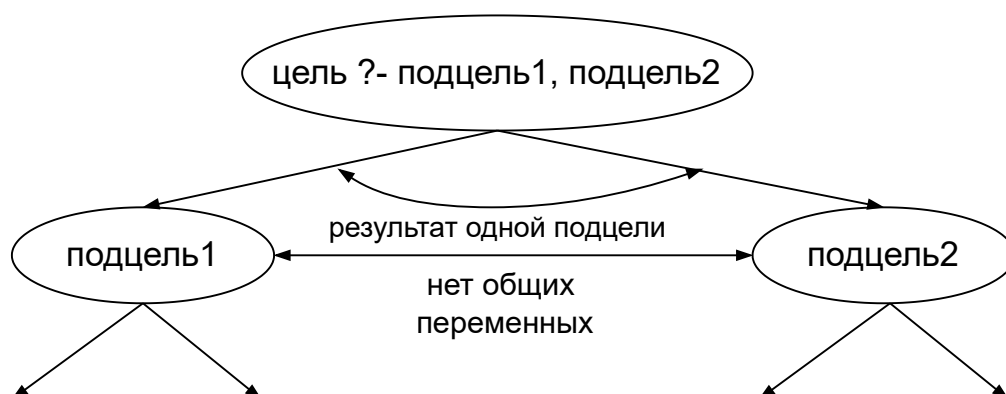 цель ?- подцель1, подцель2
результат одной подцели
подцель1
подцель2
нет общих
переменных